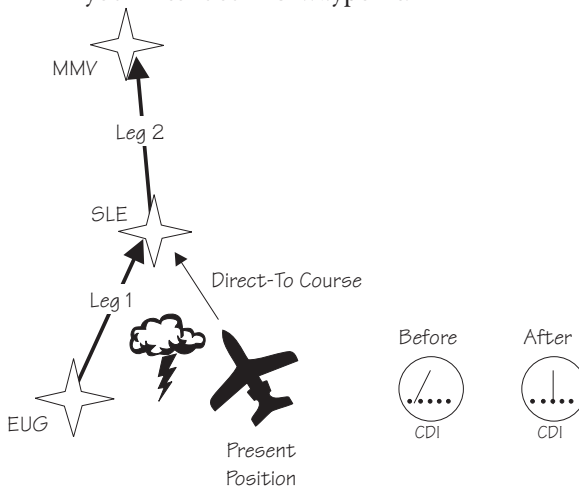 MMV
Leg 2
SLE
Direct-To Course
Leg 1
Before
After
EUG
CDI
CDI
Present
Position